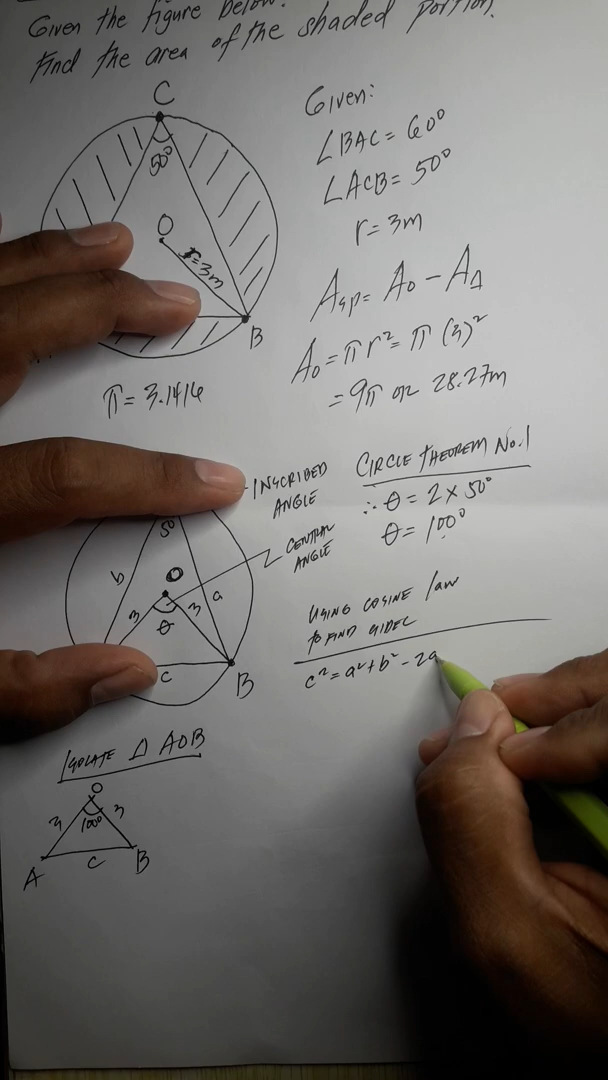 Given the figure below.
Find the area of the shaded portion.
C
50°
O
r=3m
B
π = 3.1416
Given:
∠BAC = 60°
∠ACB = 50°
r = 3m
Asp = Ao - A△
Ao = πr² = π (3)²
= 9π or 28.27m
CIRCLE THEOREM No. 1
∴ θ = 2 x 50°
θ = 100°
INSCRIBED
ANGLE
CENTRAL
ANGLE
50
b
O
a
3
3
θ
c
B
USING COSINE law
TO FIND SIDE C
c² = a² + b² - 2a
ISOLATE △ AOB
O
3
100°
3
A
C
B